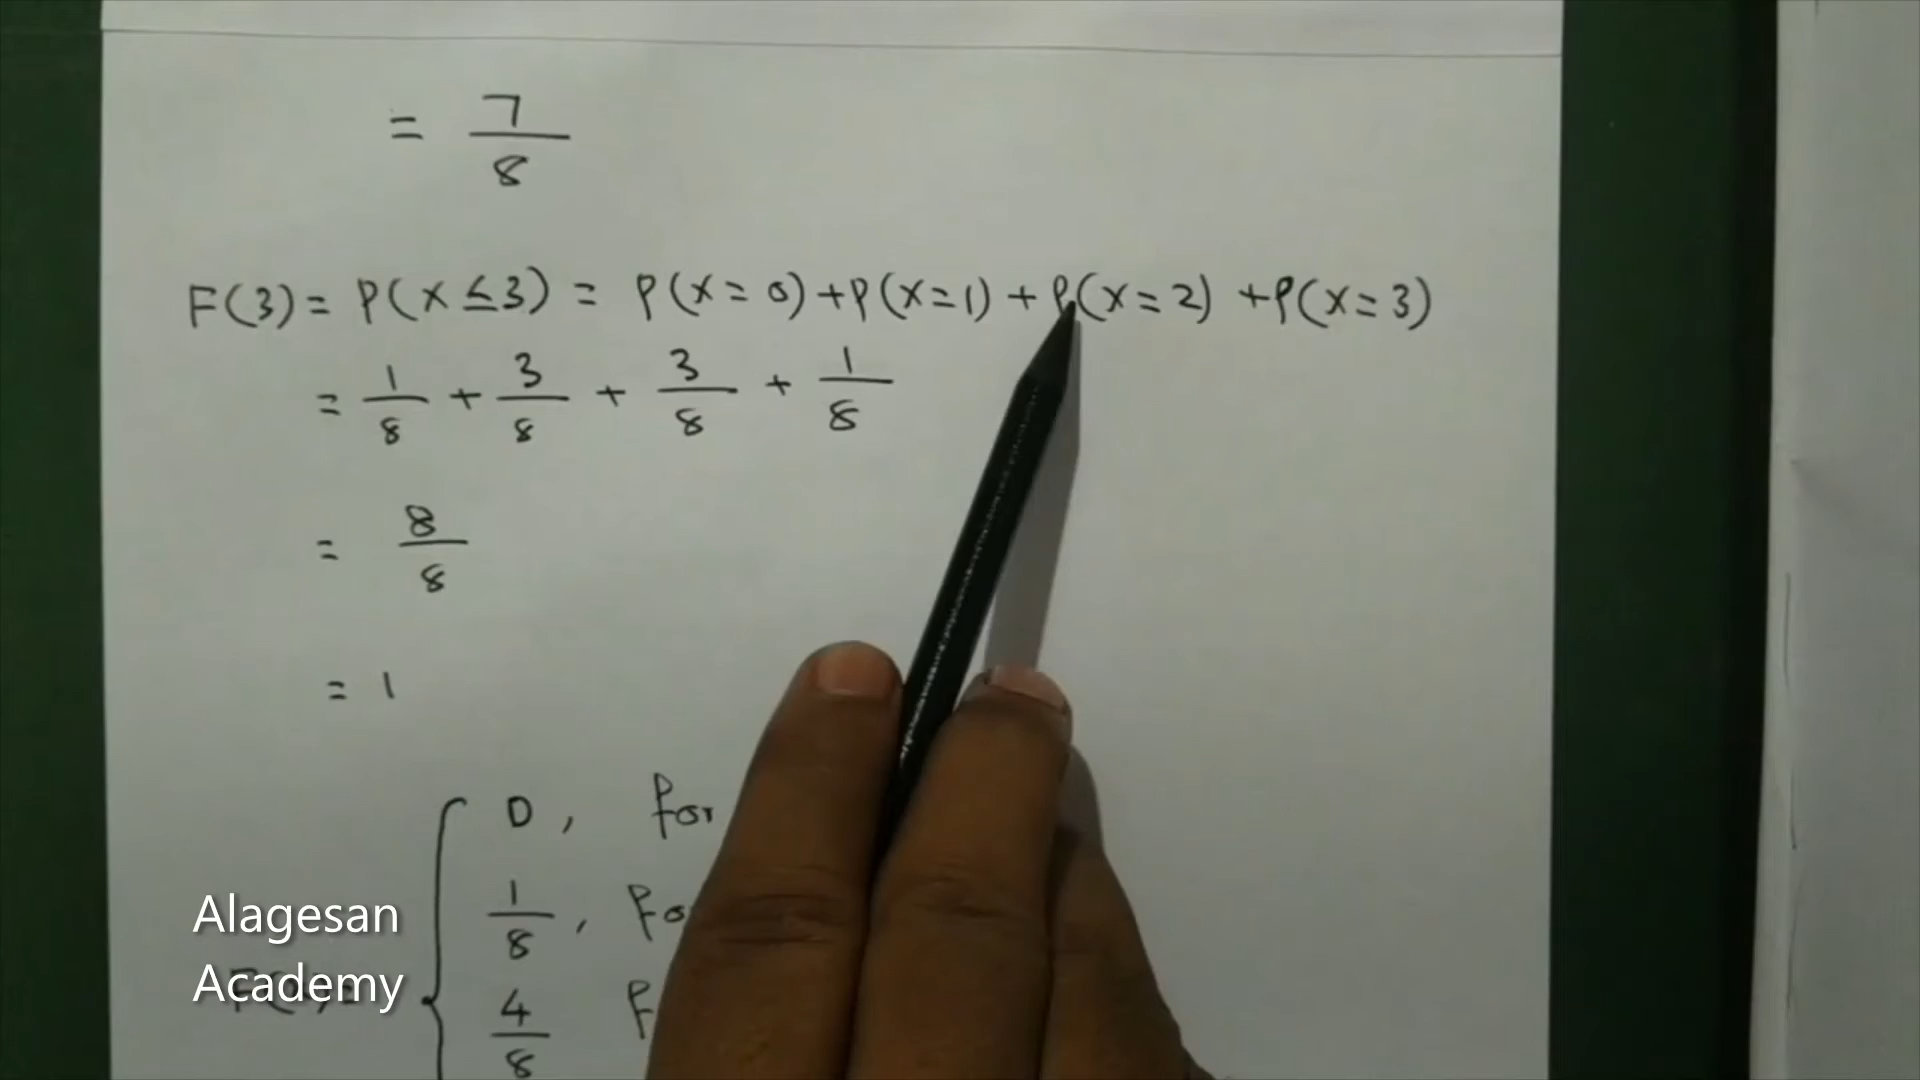 = 7/8
F(3) = P(X ≤ 3) = P(X = 0) + P(X = 1) + P(X = 2) + P(X = 3)
= 1/8 + 3/8 + 3/8 + 1/8
= 8/8
= 1
0, for
1/8, fo
4/8 f
Alagesan
Academy